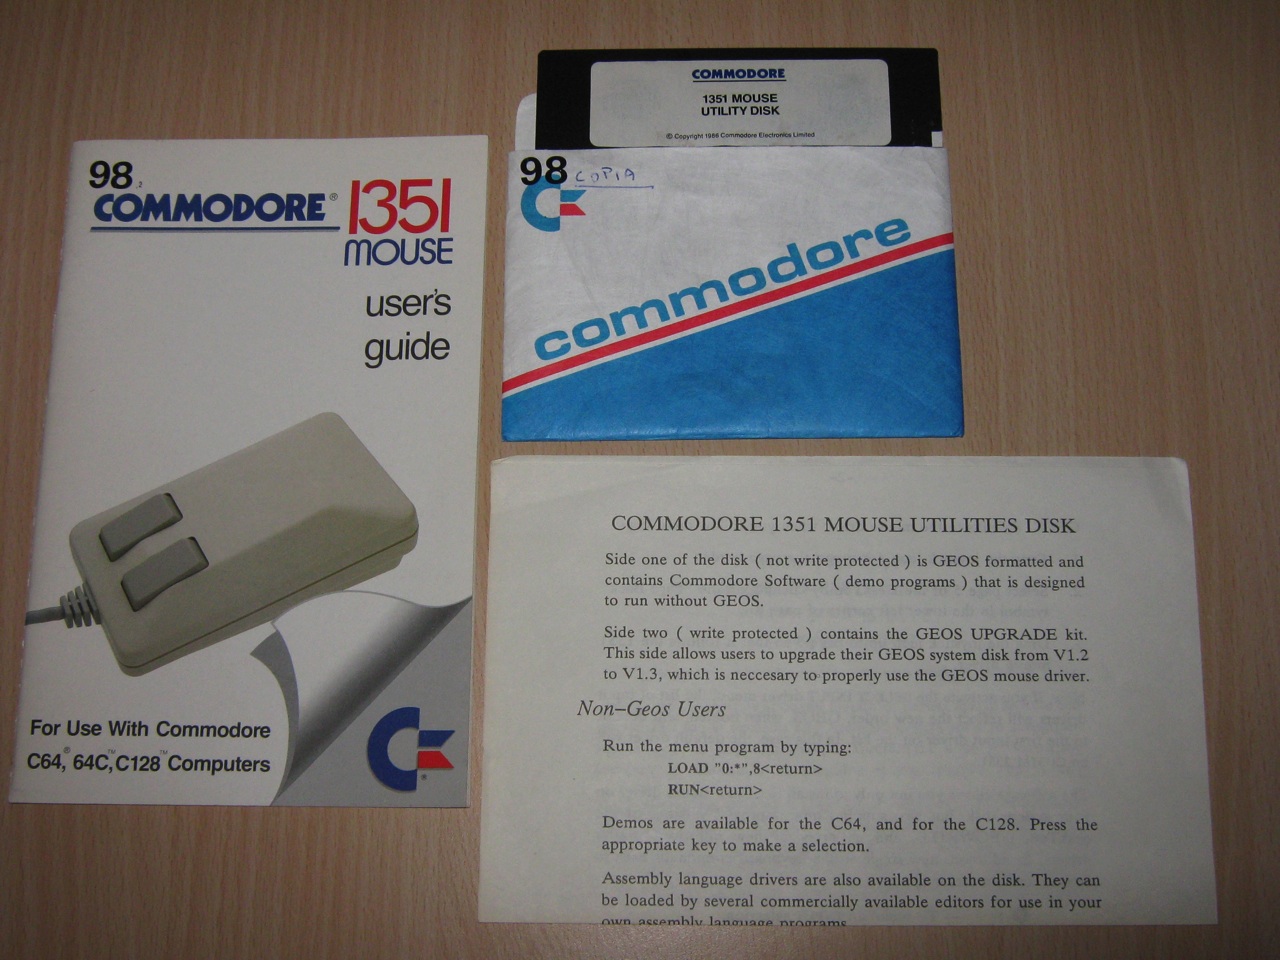 98
COMMODORE® 1351
MOUSE
user's
guide
For Use With Commodore
C64,® 64C,™ C128™ Computers
COMMODORE
1351 MOUSE
UTILITY DISK
© Copyright 1986 Commodore Electronics Limited
98 COPIA
commodore
COMMODORE 1351 MOUSE UTILITIES DISK
Side one of the disk ( not write protected ) is GEOS formatted and
contains Commodore Software ( demo programs ) that is designed
to run without GEOS.
Side two ( write protected ) contains the GEOS UPGRADE kit.
This side allows users to upgrade their GEOS system disk from V1.2
to V1.3, which is neccesary to properly use the GEOS mouse driver.
Non-Geos Users
Run the menu program by typing:
LOAD "0:*",8<return>
RUN<return>
Demos are available for the C64, and for the C128. Press the
appropriate key to make a selection.
Assembly language drivers are also available on the disk. They can
be loaded by several commercially available editors for use in your
own assembly language programs.